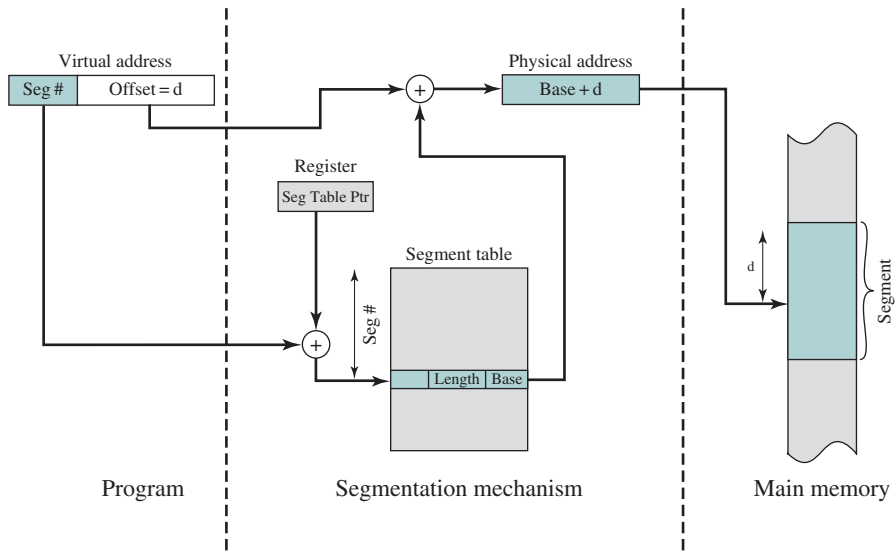 Virtual address
Seg # Offset = d
Physical address
Base + d
+
Register
Seg Table Ptr
Segment table
Seg #
+
Length Base
d
Segment
Program
Segmentation mechanism
Main memory